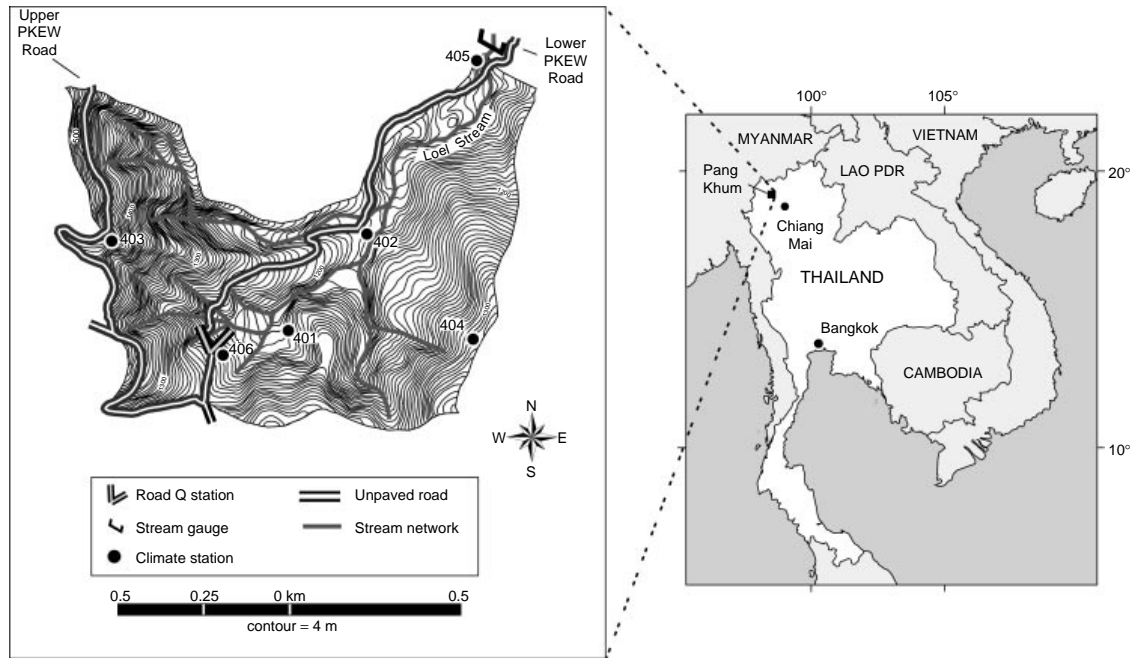 Upper
PKEW
Road
405
Lower
PKEW
Road
Loel Stream
403
402
1200
404
401
406
N
W E
S
Road Q station
Unpaved road
Stream gauge
Stream network
Climate station
0.5 0.25 0 km 0.5
contour = 4 m
100° 105°
MYANMAR
VIETNAM
20°
Pang
Khum
LAO PDR
Chiang
Mai
THAILAND
Bangkok
CAMBODIA
10°